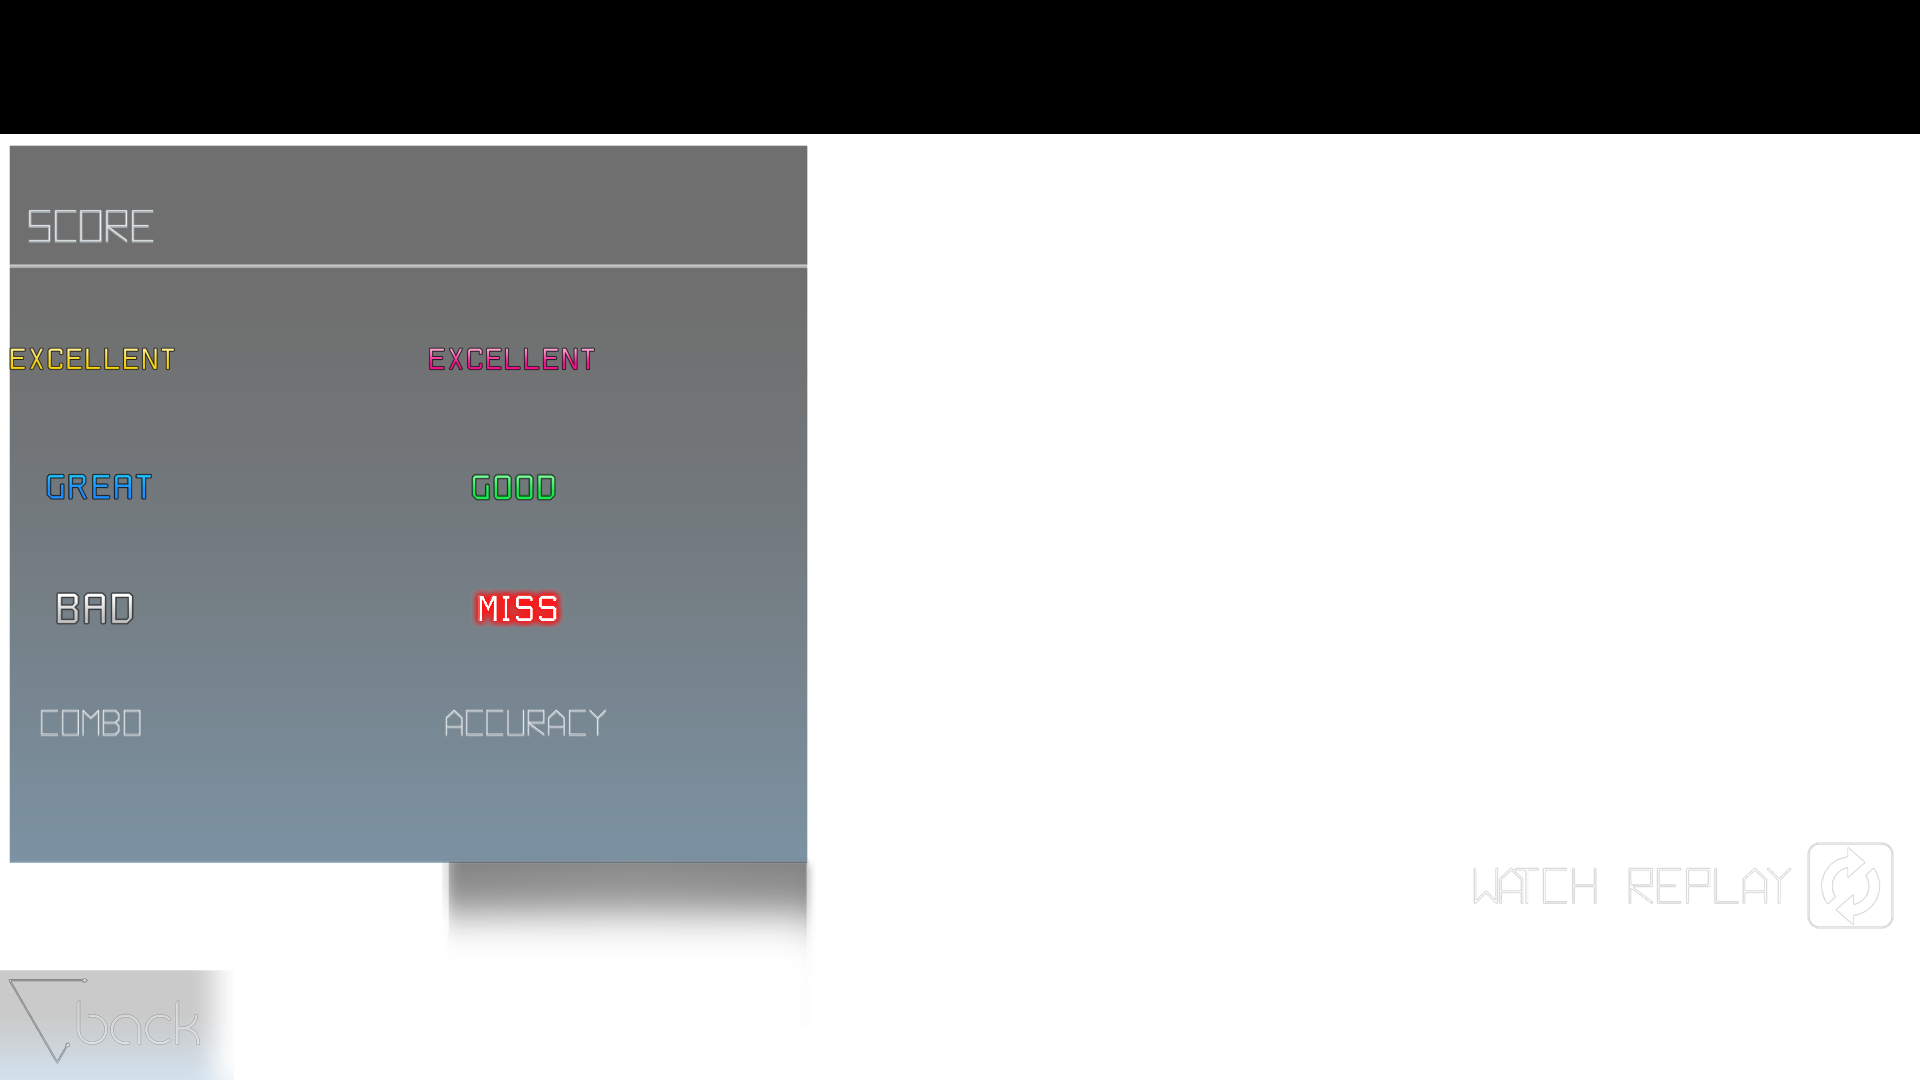 SCORE
EXCELLENT EXCELLENT
GREAT GOOD
BAD MISS
COMBO ACCURACY
WATCH REPLAY
back